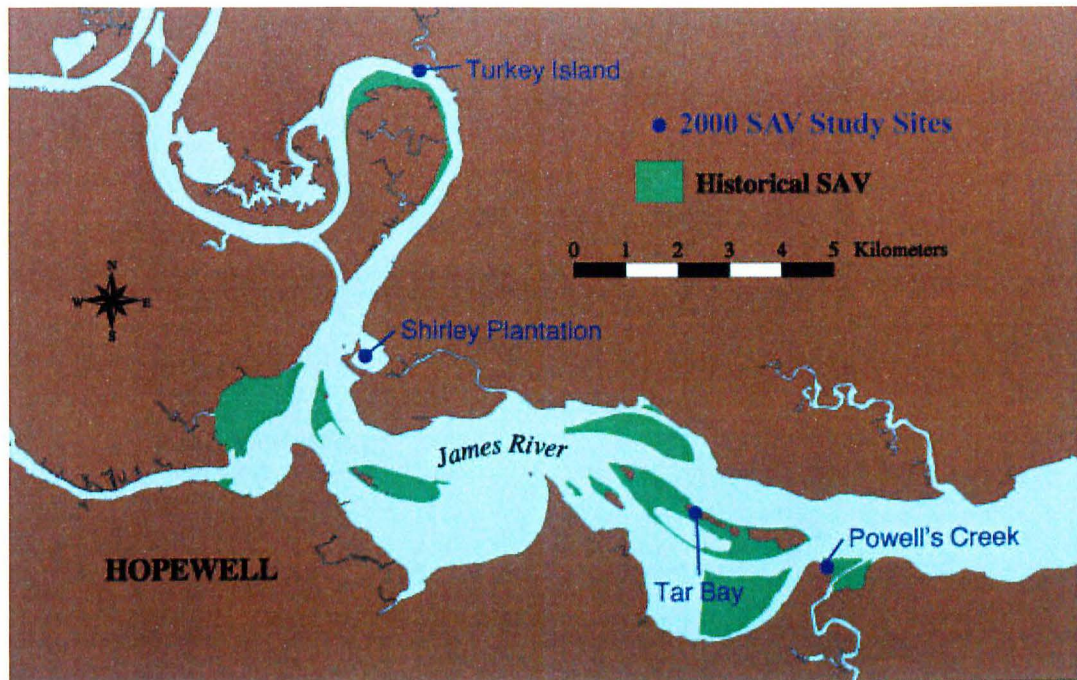 Turkey Island
2000 SAV Study Sites
Historical SAV
0 1 2 3 4 5 Kilometers
N
W E
S
Shirley Plantation
James River
HOPEWELL
Tar Bay
Powell's Creek